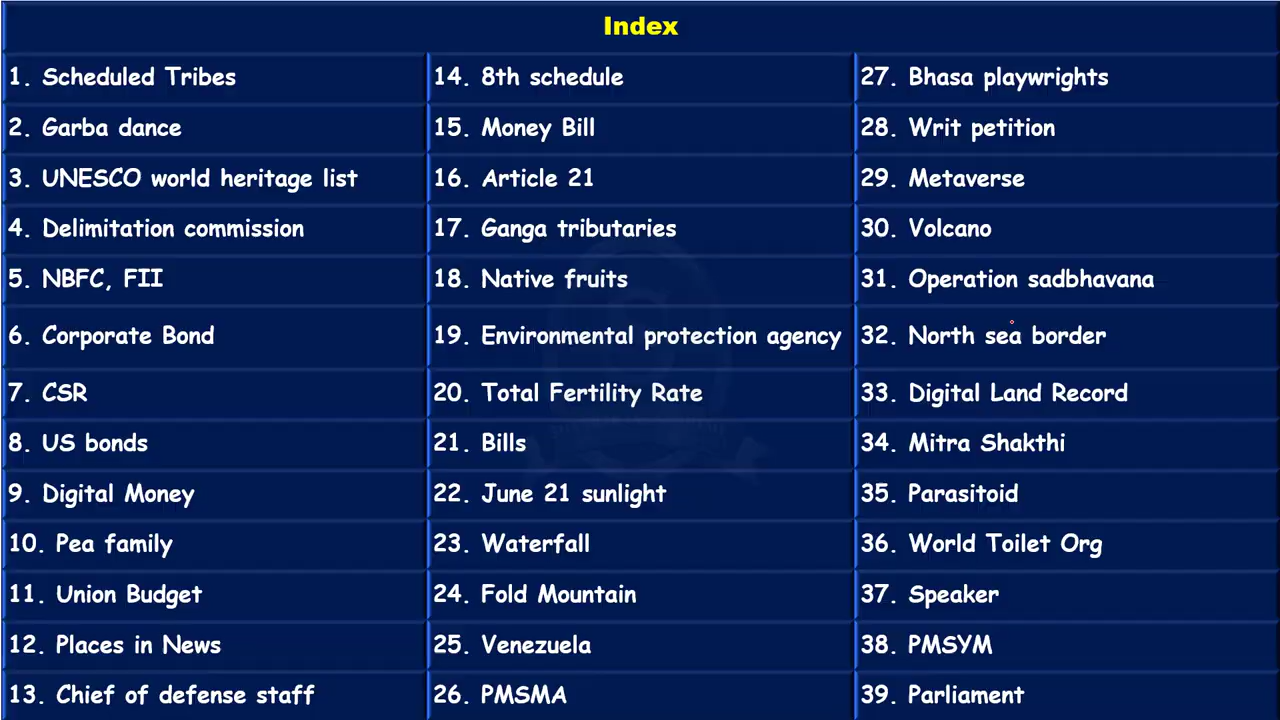 Index
1. Scheduled Tribes
2. Garba dance
3. UNESCO world heritage list
4. Delimitation commission
5. NBFC, FII
6. Corporate Bond
7. CSR
8. US bonds
9. Digital Money
10. Pea family
11. Union Budget
12. Places in News
13. Chief of defense staff
14. 8th schedule
15. Money Bill
16. Article 21
17. Ganga tributaries
18. Native fruits
19. Environmental protection agency
20. Total Fertility Rate
21. Bills
22. June 21 sunlight
23. Waterfall
24. Fold Mountain
25. Venezuela
26. PMSMA
27. Bhasa playwrights
28. Writ petition
29. Metaverse
30. Volcano
31. Operation sadbhavana
32. North sea border
33. Digital Land Record
34. Mitra Shakthi
35. Parasitoid
36. World Toilet Org
37. Speaker
38. PMSYM
39. Parliament